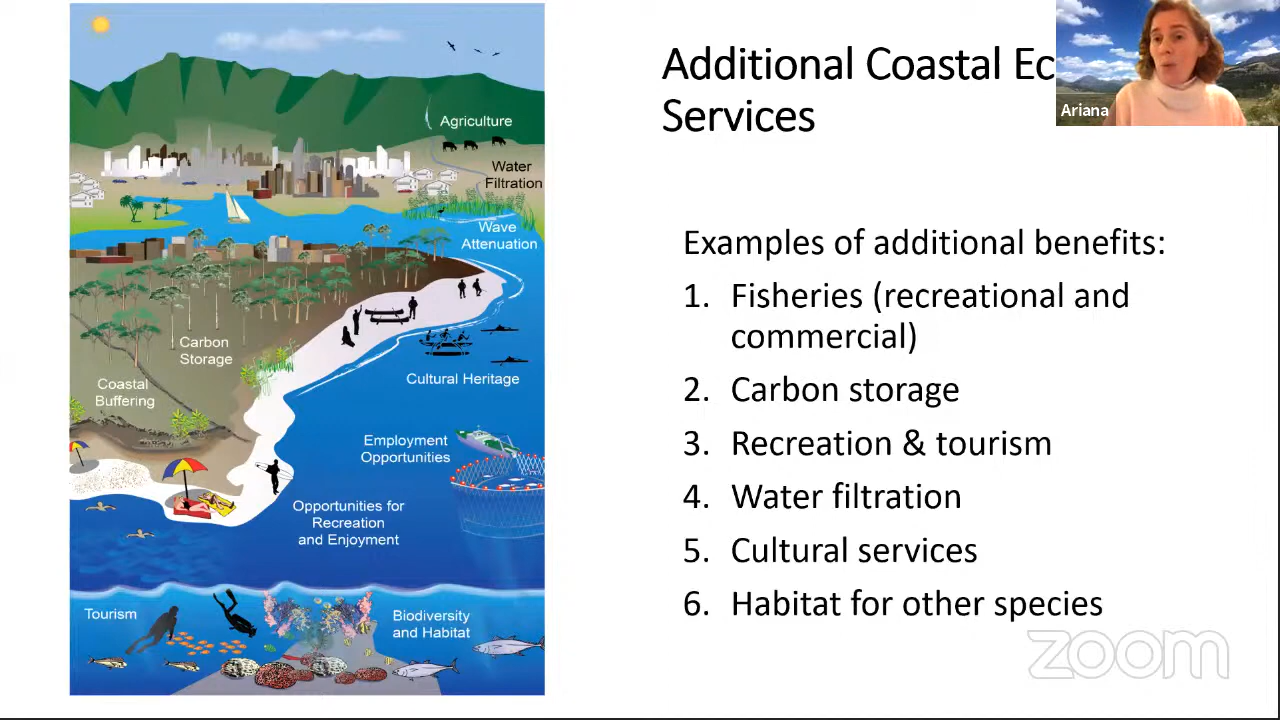 Additional Coastal Ec
Services
Ariana
Agriculture
Water
Filtration
Wave
Attenuation
Carbon
Storage
Coastal
Buffering
Cultural Heritage
Employment
Opportunities
Opportunities for
Recreation
and Enjoyment
Tourism
Biodiversity
and Habitat
Examples of additional benefits:
1. Fisheries (recreational and
commercial)
2. Carbon storage
3. Recreation & tourism
4. Water filtration
5. Cultural services
6. Habitat for other species
zoom